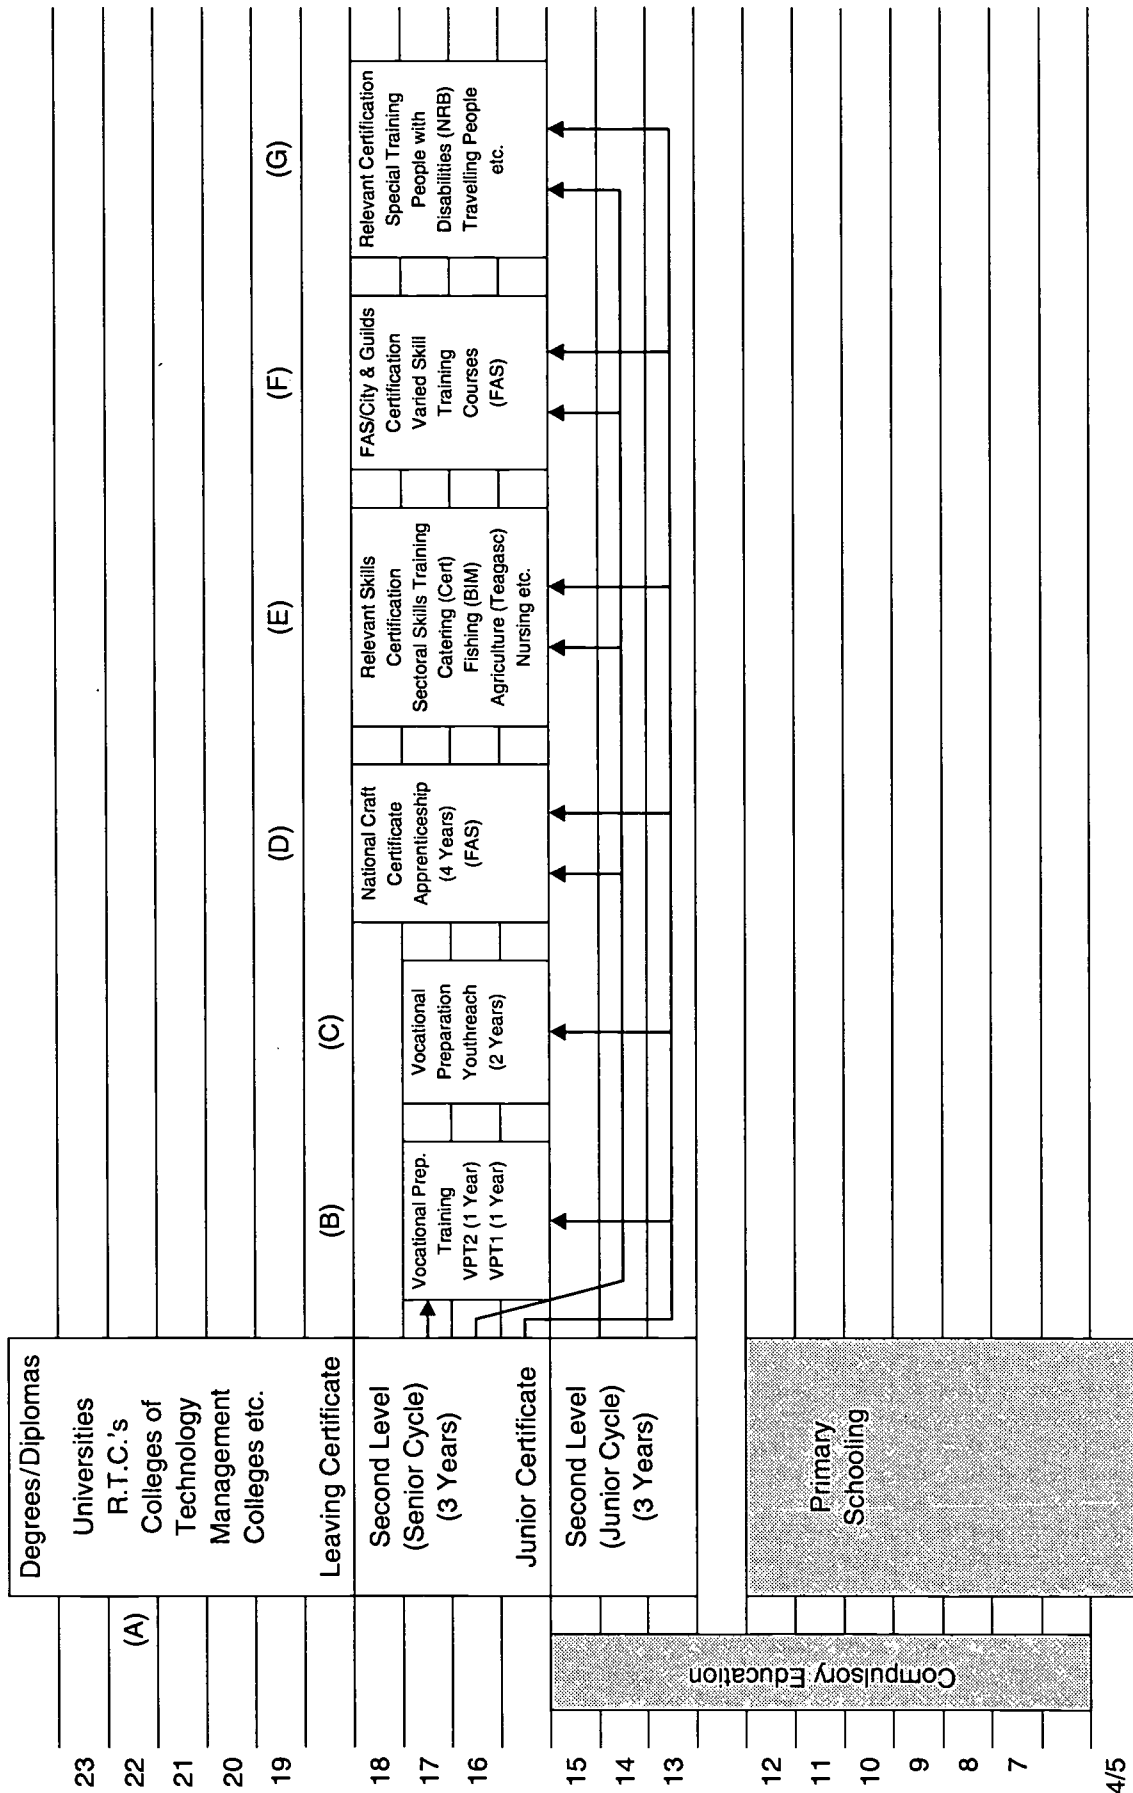 Degrees/Diplomas
Universities
R.T.C.'s
Colleges of
Technology
Management
Colleges etc.
Leaving Certificate
Second Level
(Senior Cycle)
(3 Years)
Junior Certificate
Second Level
(Junior Cycle)
(3 Years)
Primary
Schooling
Compulsory Education
(A)
(B)
(C)
(D)
(E)
(F)
(G)
Vocational Prep.
Training
VPT2 (1 Year)
VPT1 (1 Year)
Vocational
Preparation
Youthreach
(2 Years)
National Craft
Certificate
Apprenticeship
(4 Years)
(FAS)
Relevant Skills
Certification
Sectoral Skills Training
Catering (Cert)
Fishing (BIM)
Agriculture (Teagasc)
Nursing etc.
FAS/City & Guilds
Certification
Varied Skill
Training
Courses
(FAS)
Relevant Certification
Special Training
People with
Disabilities (NRB)
Travelling People
etc.
23
22
21
20
19
18
17
16
15
14
13
12
11
10
9
8
7
4/5